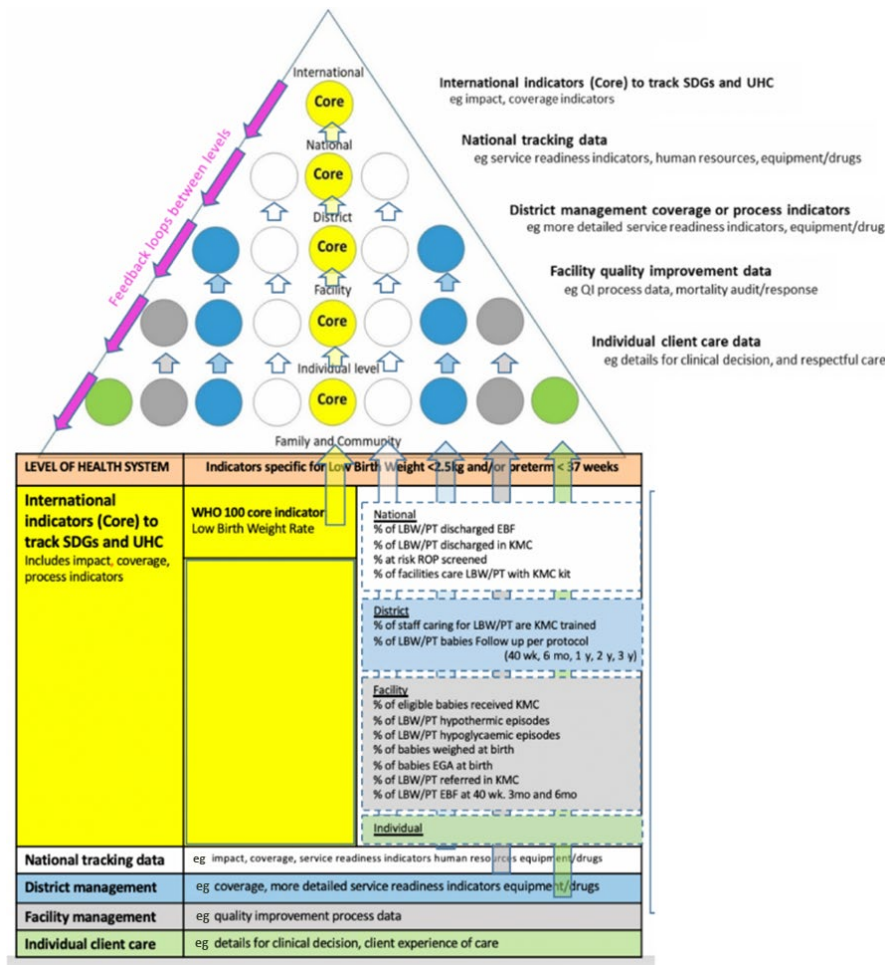 International
Core
National
Core
District
Core
Facility
Core
Individual level
Core
Family and Community
Feedback loops between levels
International indicators (Core) to track SDGs and UHC
eg impact, coverage indicators
National tracking data
eg service readiness indicators, human resources, equipment/drugs
District management coverage or process indicators
eg more detailed service readiness indicators, equipment/drug
Facility quality improvement data
eg QI process data, mortality audit/response
Individual client care data
eg details for clinical decision, and respectful care
LEVEL OF HEALTH SYSTEM
Indicators specific for Low Birth Weight <2.5kg and/or preterm < 37 weeks
International
indicators (Core) to
track SDGs and UHC
Includes impact, coverage,
process indicators
WHO 100 core indicator
Low Birth Weight Rate
National
% of LBW/PT discharged EBF
% of LBW/PT discharged in KMC
% at risk ROP screened
% of facilities care LBW/PT with KMC kit
District
% of staff caring for LBW/PT are KMC trained
% of LBW/PT babies Follow up per protocol
(40 wk, 6 mo, 1 y, 2 y, 3 y)
Facility
% of eligible babies received KMC
% of LBW/PT hypothermic episodes
% of LBW/PT hypoglycaemic episodes
% of babies weighed at birth
% of babies EGA at birth
% of LBW/PT referred in KMC
% of LBW/PT EBF at 40 wk. 3mo and 6mo
Individual
National tracking data
eg impact, coverage, service readiness indicators human resources equipment/drugs
District management
eg coverage, more detailed service readiness indicators equipment/drugs
Facility management
eg quality improvement process data
Individual client care
eg details for clinical decision, client experience of care